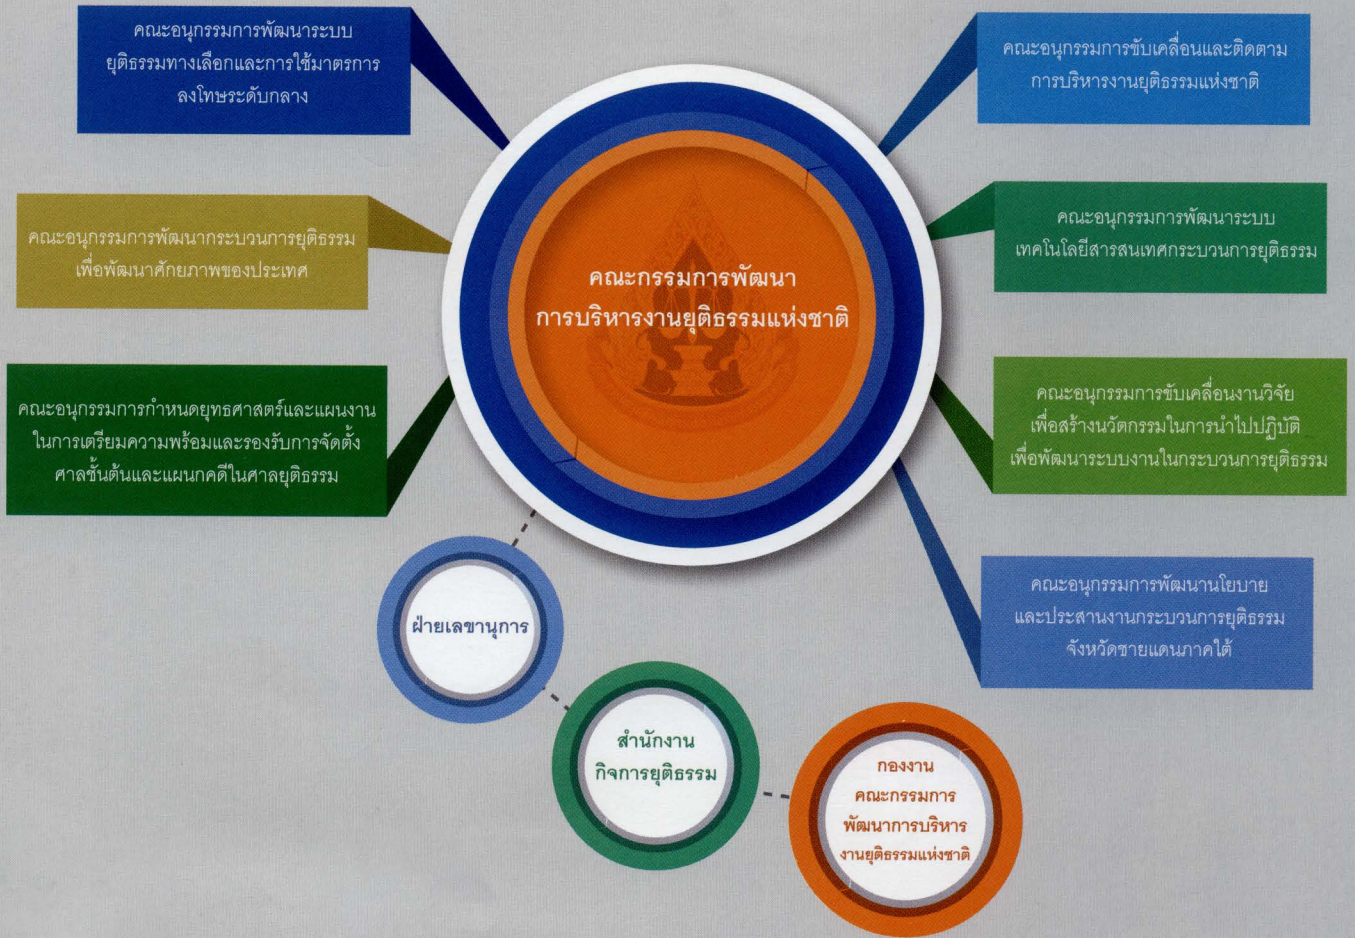 คณะอนุกรรมการพัฒนาระบบ
ยุติธรรมทางเลือกและการใช้มาตรการ
ลงโทษระดับกลาง
คณะอนุกรรมการพัฒนากระบวนการยุติธรรม
เพื่อพัฒนาศักยภาพของประเทศ
คณะอนุกรรมการกำหนดยุทธศาสตร์และแผนงาน
ในการเตรียมความพร้อมและรองรับการจัดตั้ง
ศาลชั้นต้นและแผนกคดีในศาลยุติธรรม
คณะกรรมการพัฒนา
การบริหารงานยุติธรรมแห่งชาติ
คณะอนุกรรมการขับเคลื่อนและติดตาม
การบริหารงานยุติธรรมแห่งชาติ
คณะอนุกรรมการพัฒนาระบบ
เทคโนโลยีสารสนเทศกระบวนการยุติธรรม
คณะอนุกรรมการขับเคลื่อนงานวิจัย
เพื่อสร้างนวัตกรรมในการนำไปปฏิบัติ
เพื่อพัฒนาระบบงานในกระบวนการยุติธรรม
คณะอนุกรรมการพัฒนานโยบาย
และประสานงานกระบวนการยุติธรรม
จังหวัดชายแดนภาคใต้
ฝ่ายเลขานุการ
สำนักงาน
กิจการยุติธรรม
กองงาน
คณะกรรมการ
พัฒนาการบริหาร
งานยุติธรรมแห่งชาติ